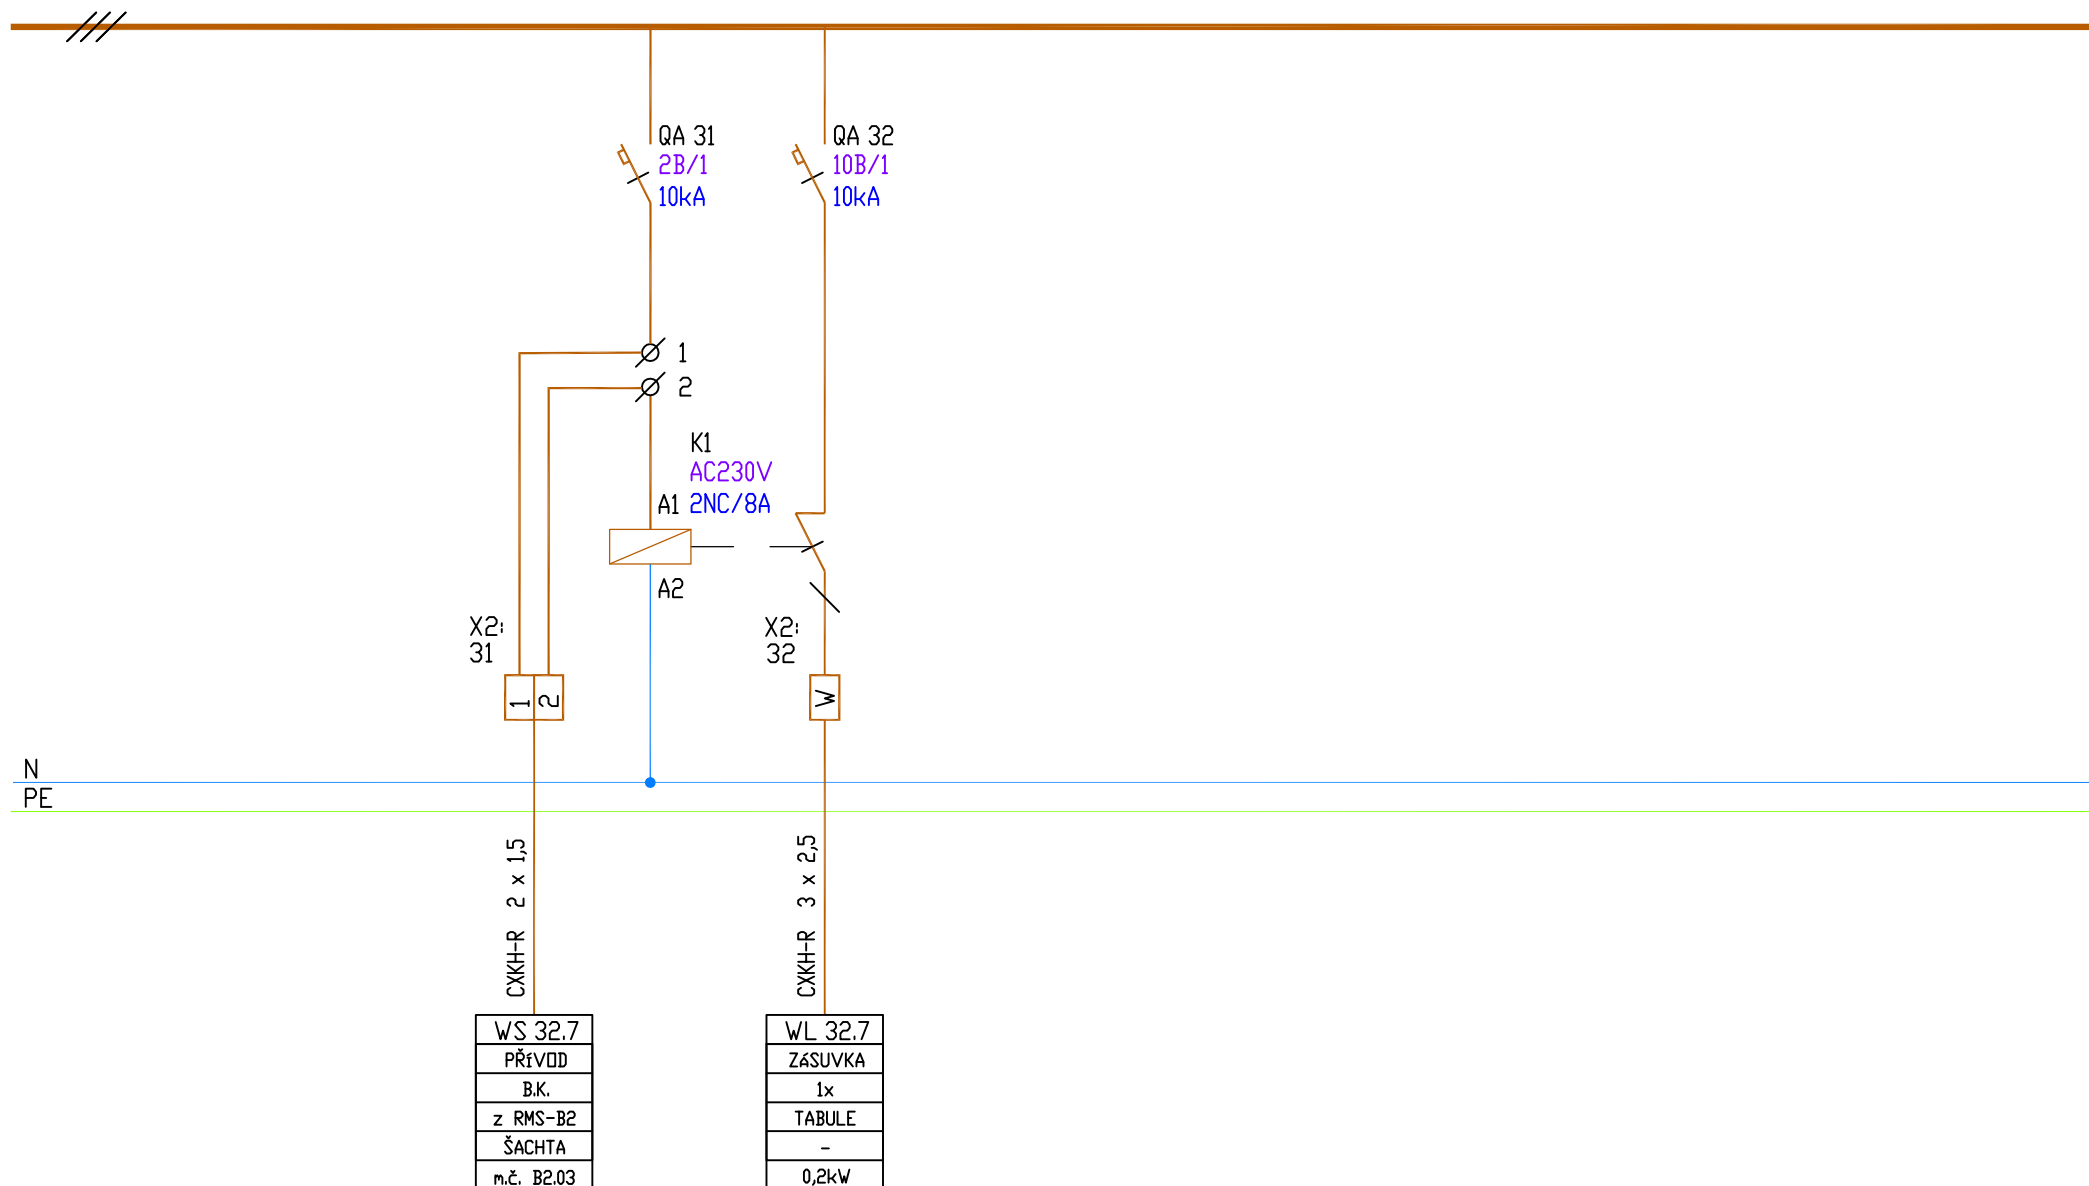 QA 31
2B/1
10kA
QA 32
10B/1
10kA
1
2
K1
AC230V
A1 2NC/8A
A2
X2:
31
X2:
32
1 2
W
N
PE
CXKH-R 2 x 1,5
CXKH-R 3 x 2,5
WS 32.7
PŘíVOD
B.K.
z RMS-B2
ŠACHTA
m.č. B2.03
WL 32.7
ZáSUVKA
1x
TABULE
-
0,2kW